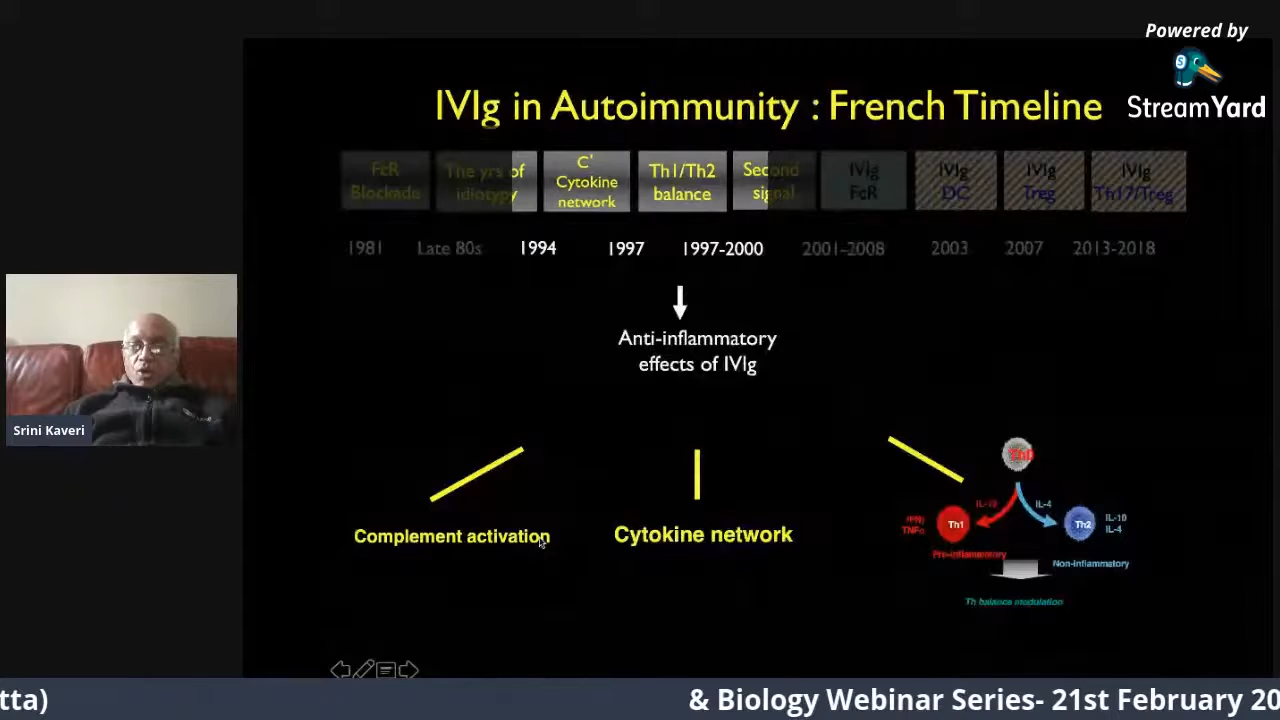 Powered by
StreamYard
IVIg in Autoimmunity : French Timeline
FcR
Blockade
The yrs of
idiotypy
C'
Cytokine
network
Th1/Th2
balance
Second
signal
IVIg
FcR
IVIg
DC
IVIg
Treg
IVIg
Th17/Treg
1981 Late 80s 1994 1997 1997-2000 2001-2008 2003 2007 2013-2018
Anti-inflammatory
effects of IVIg
Complement activation
Cytokine network
IL-4
Th1
Th2
TNFα
IL-10
IL-4
Pro-inflammatory
Non-inflammatory
Th balance modulation
Srini Kaveri
tta) & Biology Webinar Series- 21st February 20